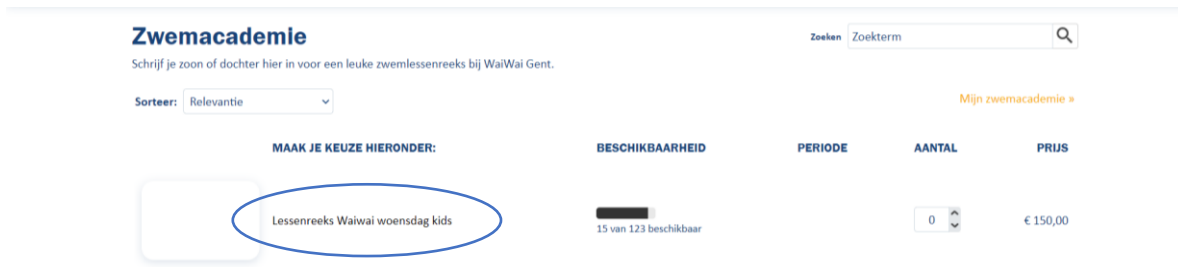 Zwemacademie
Zoeken Zoekterm
Schrijf je zoon of dochter hier in voor een leuke zwemlessenreeks bij WaiWai Gent.
Sorteer: Relevantie
Mijn zwemacademie »
MAAK JE KEUZE HIERONDER: BESCHIKBAARHEID PERIODE AANTAL PRIJS
Lessenreeks Waiwai woensdag kids 0 € 150,00
15 van 123 beschikbaar